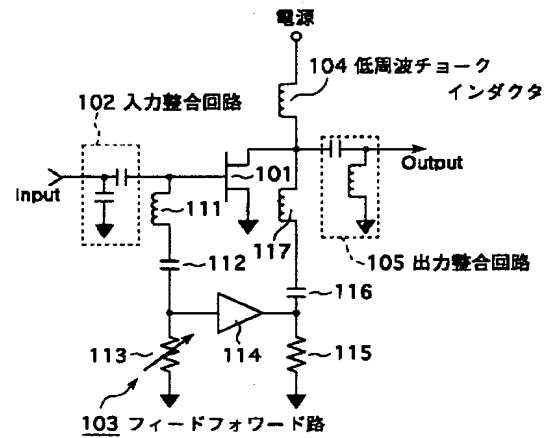 電源
104 低周波チョーク
インダクタ
102 入力整合回路
101
Output
Input
111
117
105 出力整合回路
112
116
113
114
115
103 フィードフォワード路